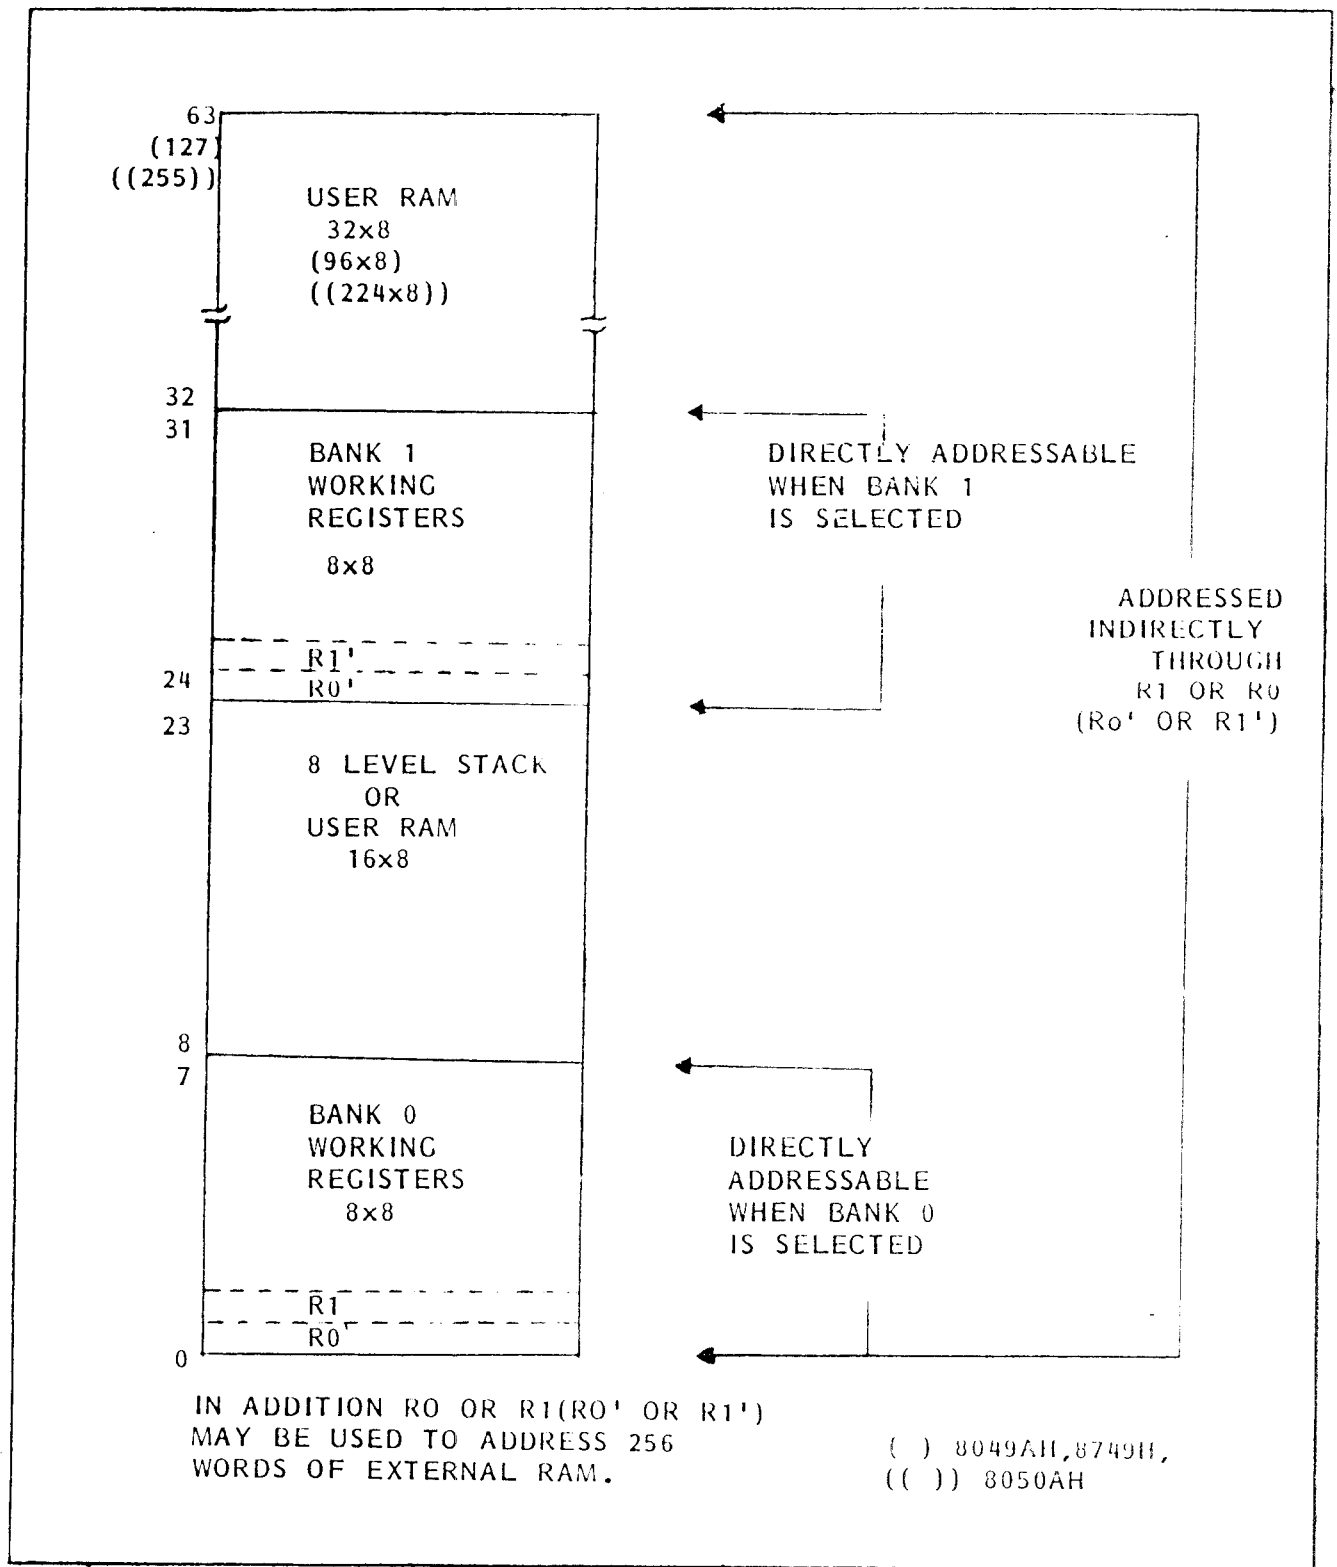 63
(127)
((255))
USER RAM
32x8
(96x8)
((224x8))
32
31
BANK 1
WORKING
REGISTERS
8x8
DIRECTLY ADDRESSABLE
WHEN BANK 1
IS SELECTED
ADDRESSED
INDIRECTLY
THROUGH
R1 OR R0
(Ro' OR R1')
R1'
24
R0'
23
8 LEVEL STACK
OR
USER RAM
16x8
8
7
BANK 0
WORKING
REGISTERS
8x8
DIRECTLY
ADDRESSABLE
WHEN BANK 0
IS SELECTED
R1
R0
0
IN ADDITION RO OR R1(RO' OR R1')
MAY BE USED TO ADDRESS 256
WORDS OF EXTERNAL RAM.
( ) 8049AH,8749H,
(( )) 8050AH